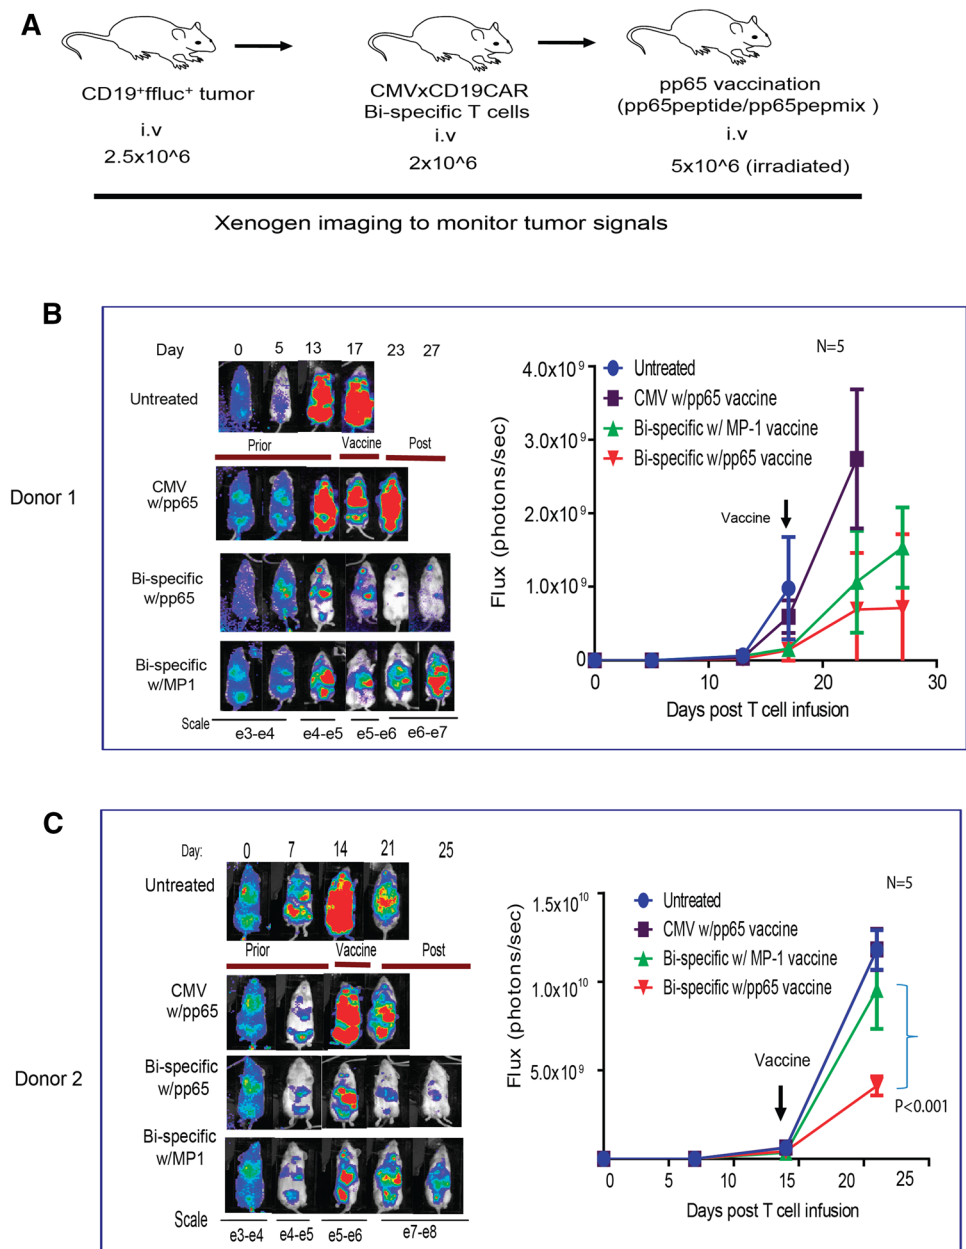 A
CD19+ffluc+ tumor
i.v
2.5x10^6
CMVxCD19CAR
Bi-specific T cells
i.v
2x10^6
pp65 vaccination
(pp65peptide/pp65pepmix )
i.v
5x10^6 (irradiated)
Xenogen imaging to monitor tumor signals
B
Donor 1
Day 0 5 13 17 23 27
Untreated
Prior Vaccine Post
CMV
w/pp65
Bi-specific
w/pp65
Bi-specific
w/MP1
Scale
e3-e4 e4-e5 e5-e6 e6-e7
N=5
Untreated
CMV w/pp65 vaccine
Bi-specific w/ MP-1 vaccine
Bi-specific w/pp65 vaccine
Vaccine
Flux (photons/sec)
4.0x10⁹
3.0x10⁹
2.0x10⁹
1.0x10⁹
0
0 10 20 30
Days post T cell infusion
C
Donor 2
Day: 0 7 14 21 25
Untreated
Prior Vaccine Post
CMV
w/pp65
Bi-specific
w/pp65
Bi-specific
w/MP1
Scale
e3-e4 e4-e5 e5-e6 e7-e8
N=5
Untreated
CMV w/pp65 vaccine
Bi-specific w/ MP-1 vaccine
Bi-specific w/pp65 vaccine
Vaccine
P<0.001
Flux (photons/sec)
1.5x10¹⁰
1.0x10¹⁰
5.0x10⁹
0 5 10 15 20 25
Days post T cell infusion